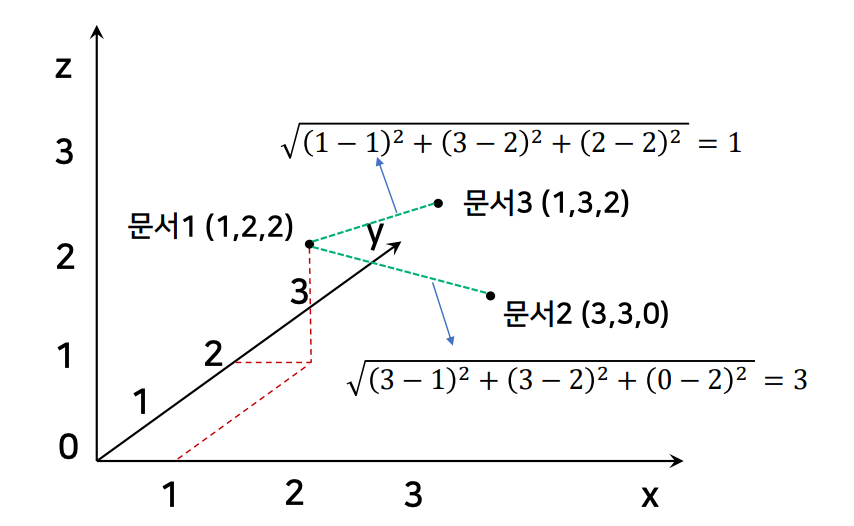 z
√(1 − 1)² + (3 − 2)² + (2 − 2)² = 1
3
문서3 (1,3,2)
문서1 (1,2,2)
y
2
3
문서2 (3,3,0)
1
2
√(3 − 1)² + (3 − 2)² + (0 − 2)² = 3
1
0
1
2
3
x